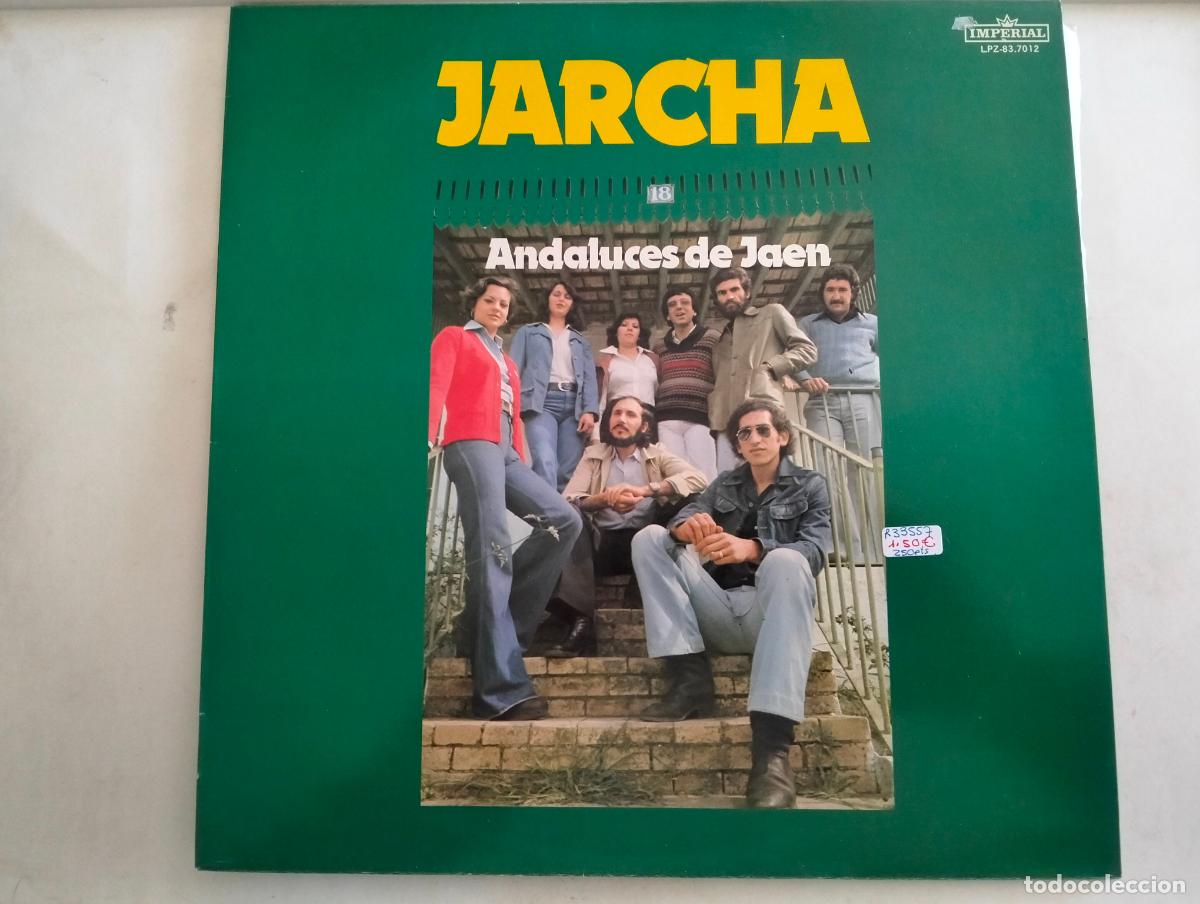 IMPERIAL
LPZ-83.7012
JARCHA
18
Andaluces de Jaen
R33557
1.50€
250pts
todocoleccion